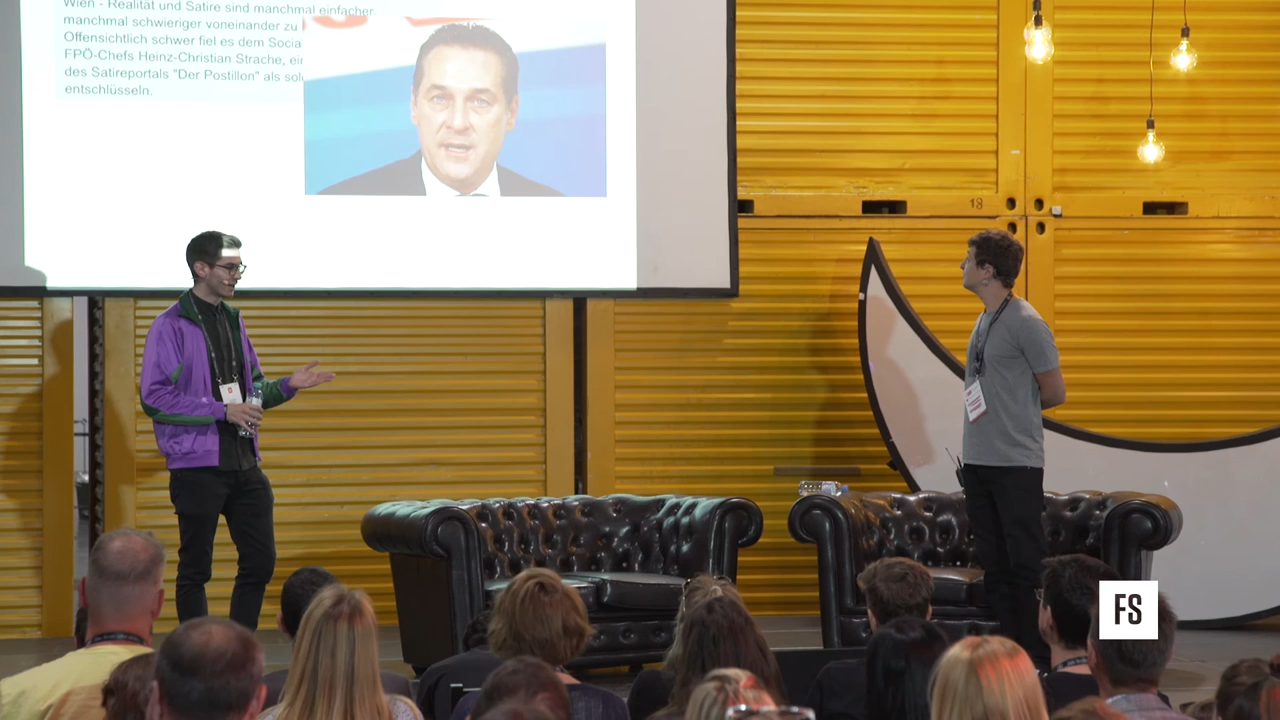 Wien - Realität und Satire sind manchmal einfacher
manchmal schwieriger voneinander zu
Offensichtlich schwer fiel es dem Socia
FPÖ-Chefs Heinz-Christian Strache, ein
des Satireportals "Der Postillon" als sol
entschlüsseln.
18
FS